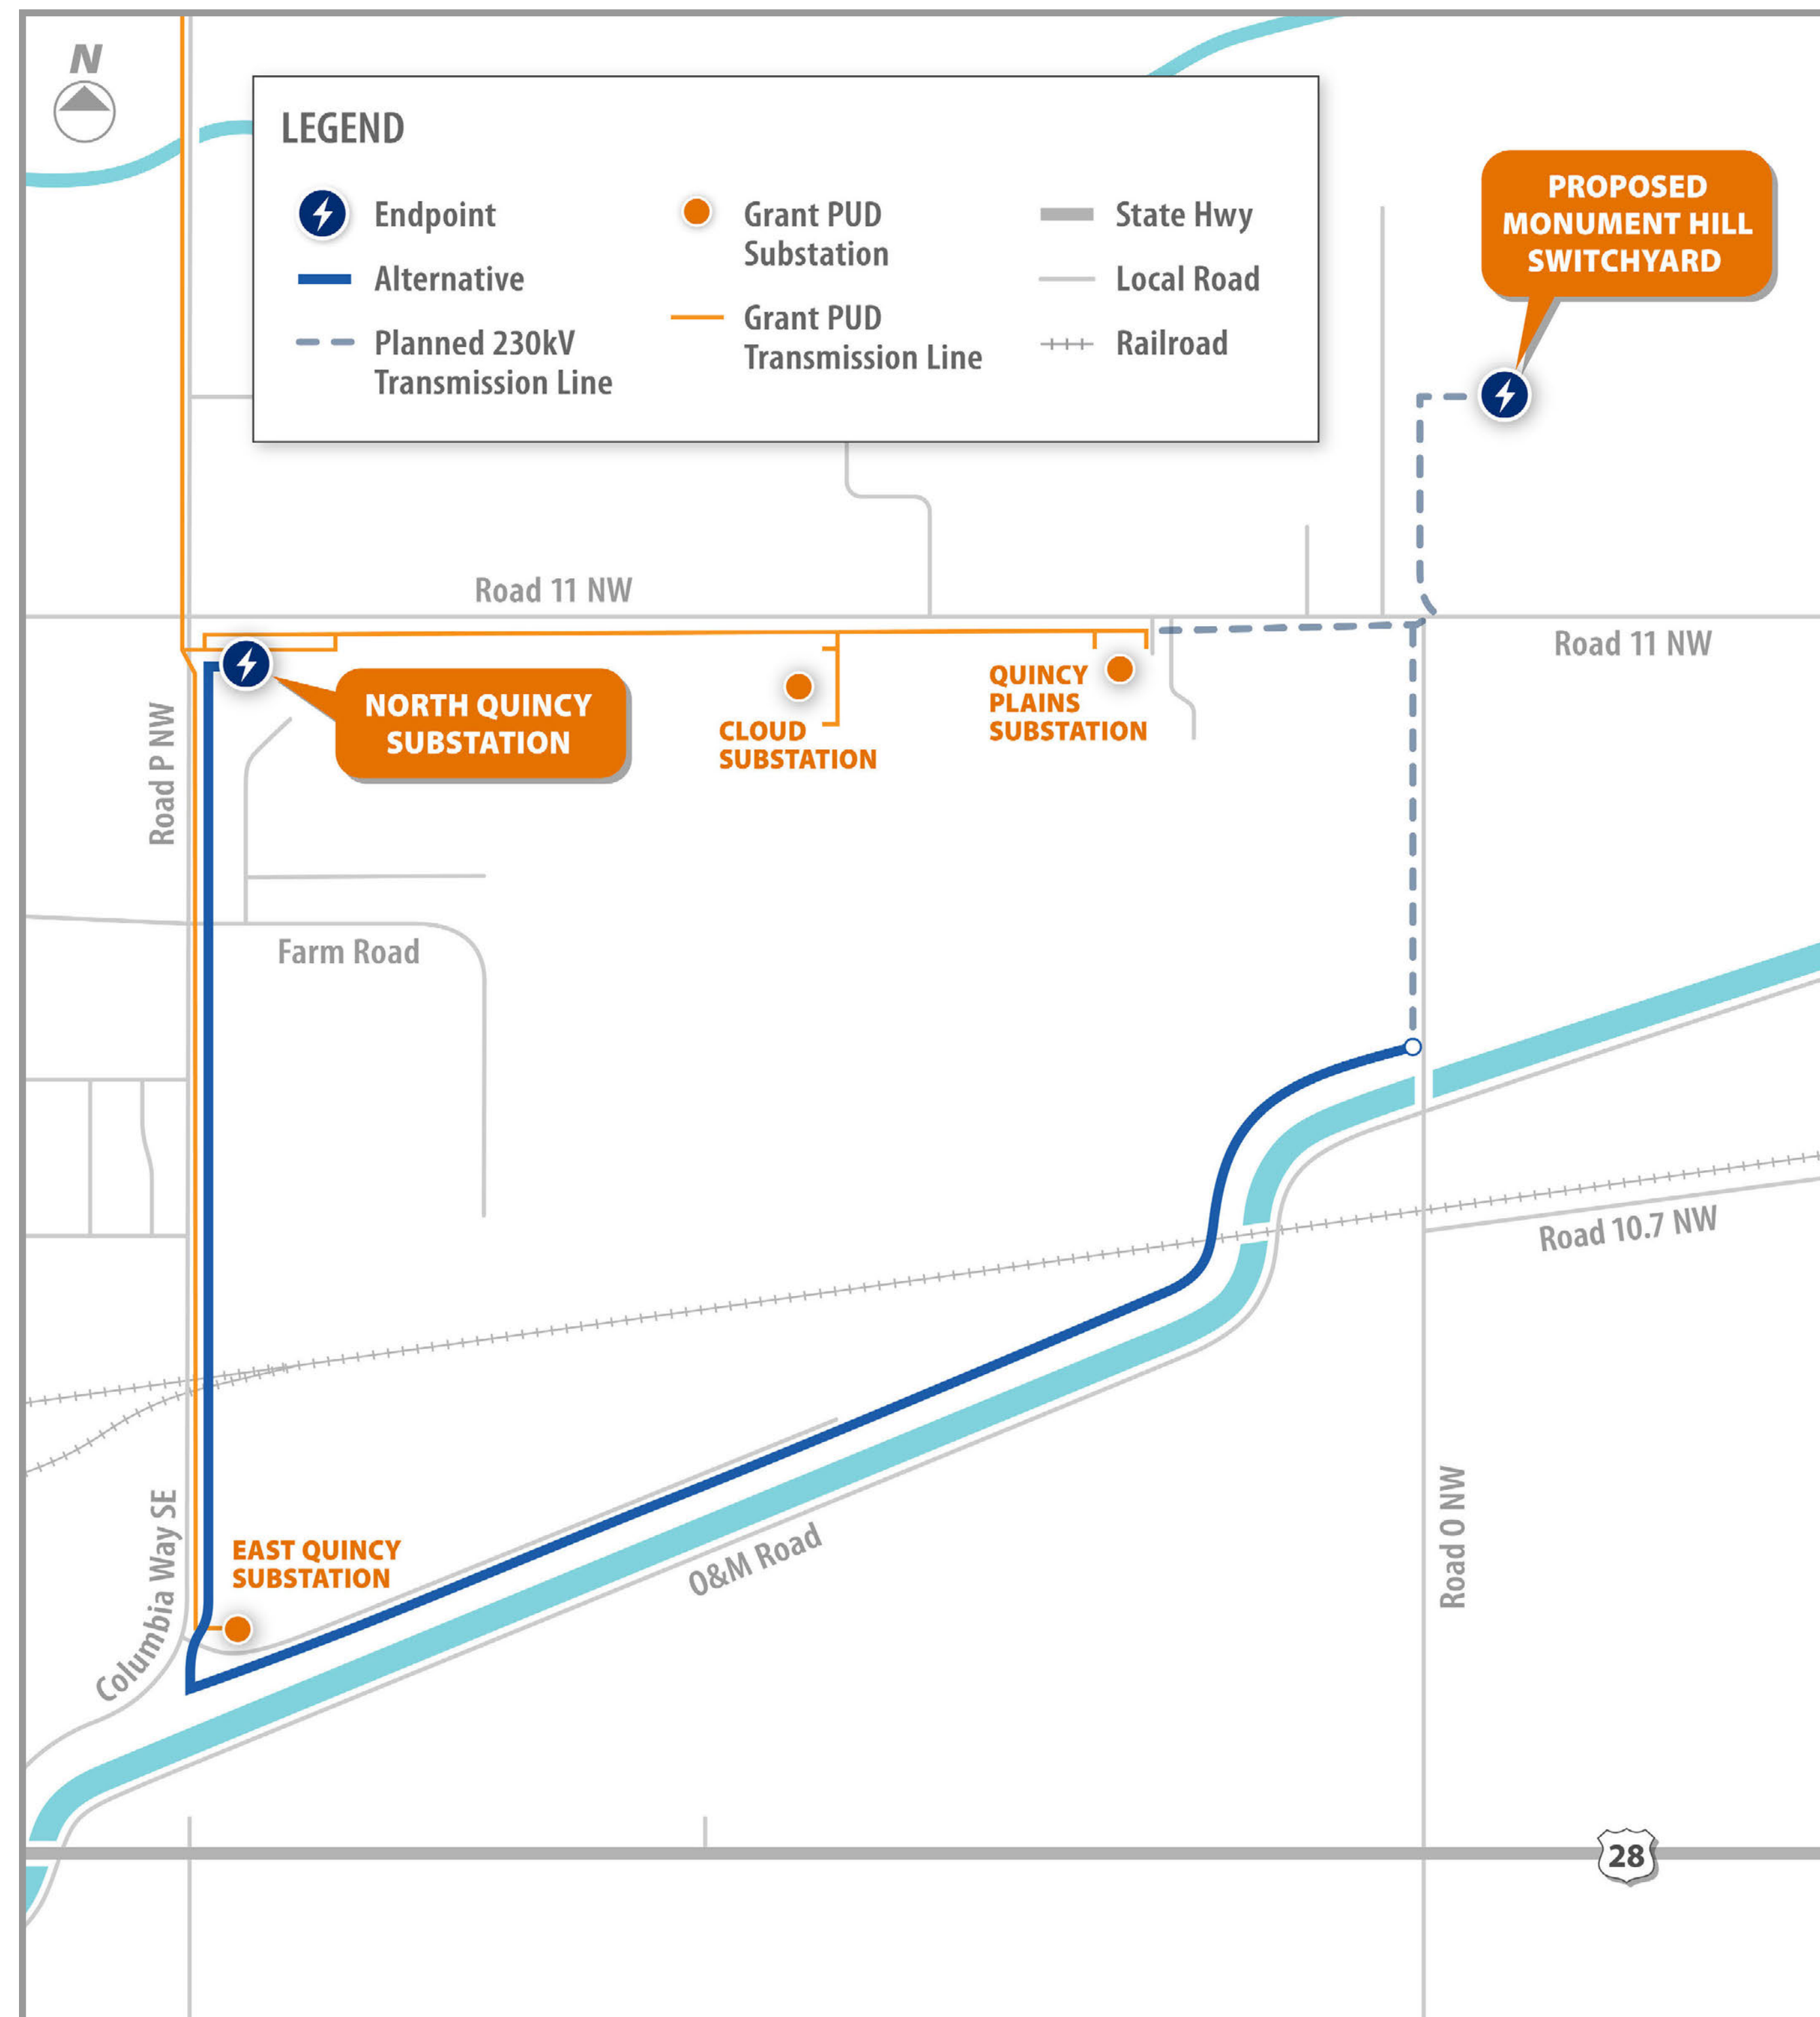 N
LEGEND
Endpoint
Alternative
Planned 230kV
Transmission Line
Grant PUD
Substation
Grant PUD
Transmission Line
State Hwy
Local Road
Railroad
PROPOSED
MONUMENT HILL
SWITCHYARD
Road 11 NW
Road 11 NW
NORTH QUINCY
SUBSTATION
CLOUD
SUBSTATION
QUINCY
PLAINS
SUBSTATION
Road P NW
Farm Road
Road 10.7 NW
Columbia Way SE
EAST QUINCY
SUBSTATION
O&M Road
Road O NW
28